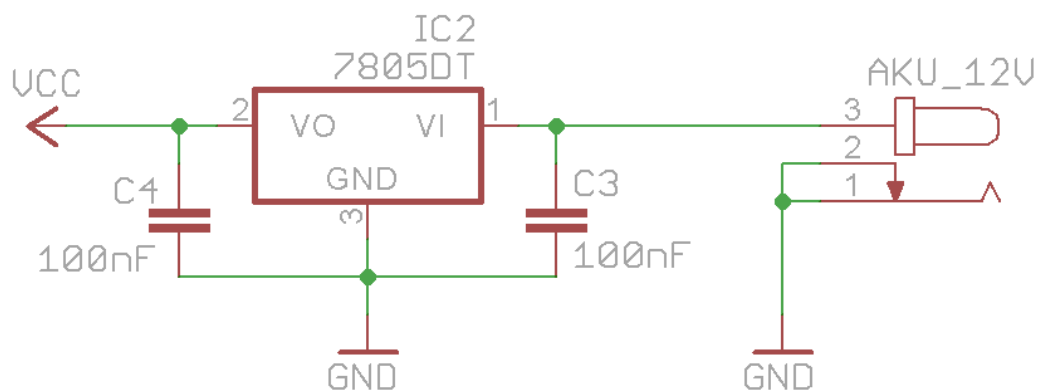 IC2
7805DT
VCC
AKU_12V
2
VO
VI
1
3
2
1
GND
3
C4
100nF
C3
100nF
GND
GND